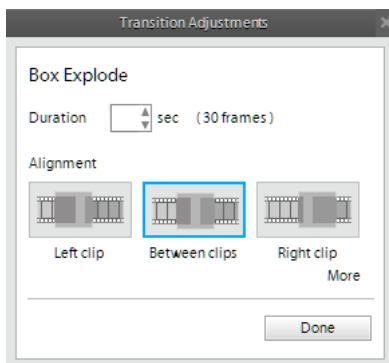 Transition Adjustments
Box Explode
Duration sec (30 frames)
Alignment
Left clip Between clips Right clip
More
Done